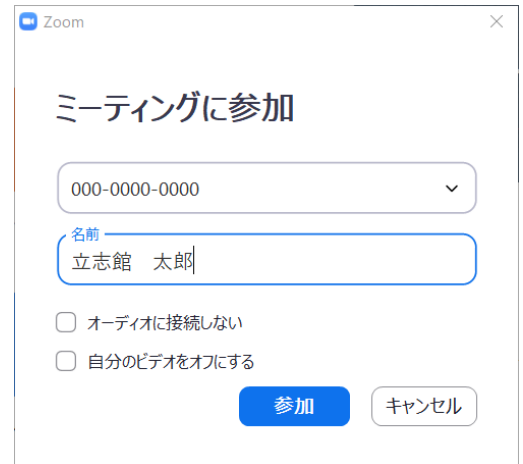 Zoom
ミーティングに参加
000-0000-0000
名前
立志館　太郎
オーディオに接続しない
自分のビデオをオフにする
参加 キャンセル